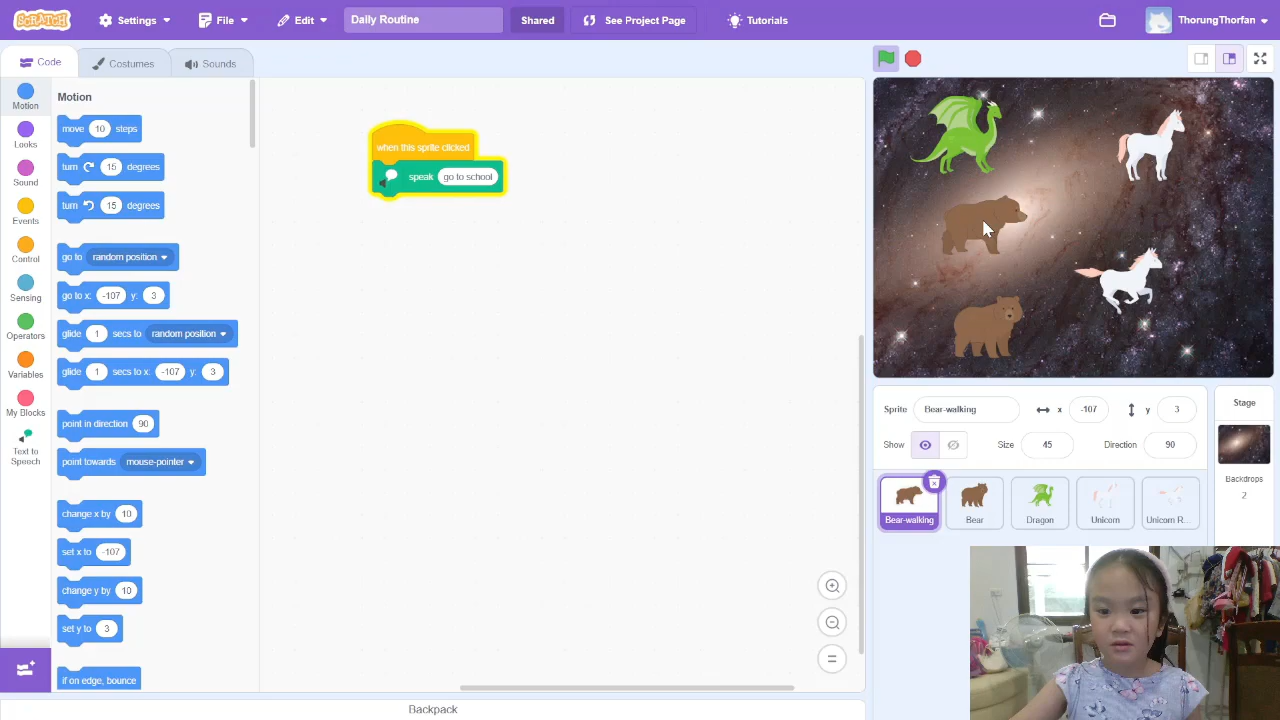 SCRATCH Settings File Edit Daily Routine Shared See Project Page Tutorials ThorungThorfan
Code Costumes Sounds
Motion
Looks
Sound
Events
Control
Sensing
Operators
Variables
My Blocks
Text to
Speech
Motion
move 10 steps
turn 15 degrees
turn 15 degrees
go to random position
go to x: -107 y: 3
glide 1 secs to random position
glide 1 secs to x: -107 y: 3
point in direction 90
point towards mouse-pointer
change x by 10
set x to -107
change y by 10
set y to 3
if on edge, bounce
when this sprite clicked
speak go to school
Sprite Bear-walking x -107 y 3
Show Size 45 Direction 90
Bear-walking Bear Dragon Unicorn Unicorn R...
Stage
Backdrops
2
Backpack